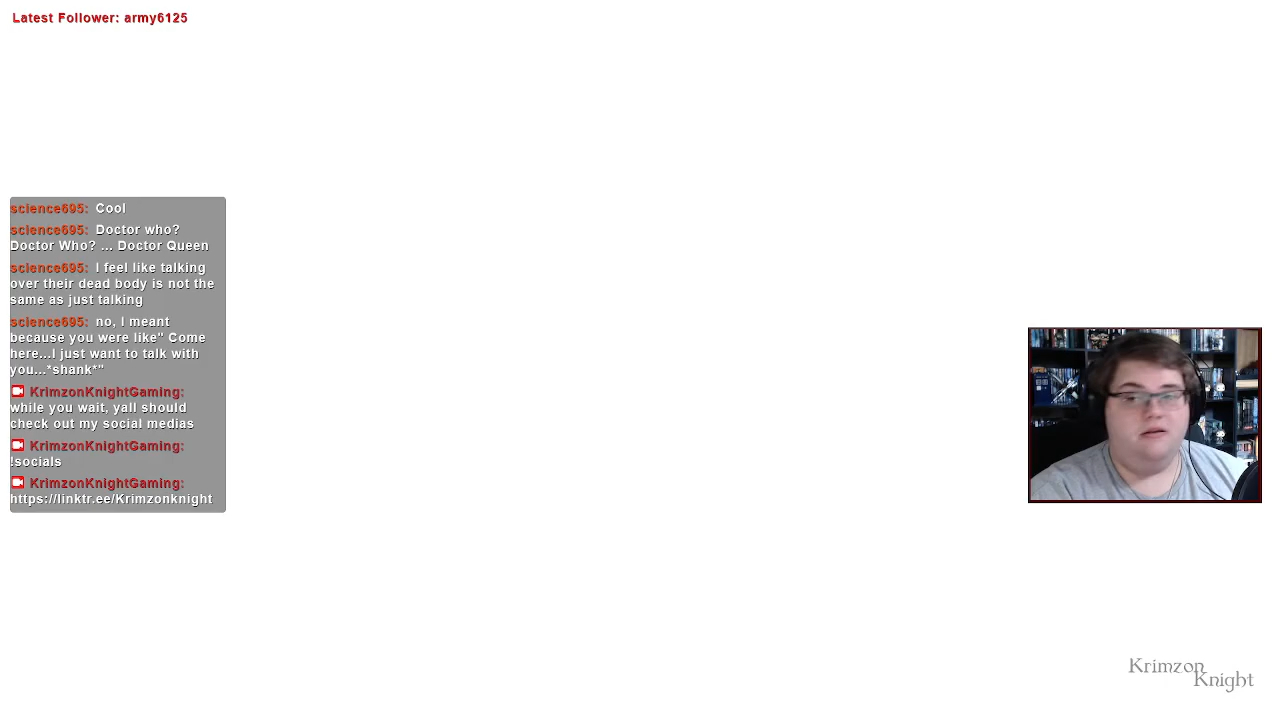 Latest Follower: army6125
science695: Cool
science695: Doctor who?
Doctor Who? ... Doctor Queen
science695: I feel like talking
over their dead body is not the
same as just talking
science695: no, I meant
because you were like" Come
here...I just want to talk with
you...*shank*"
KrimzonKnightGaming:
while you wait, yall should
check out my social medias
KrimzonKnightGaming:
!socials
KrimzonKnightGaming:
https://linktr.ee/Krimzonknight
Krimzon
Knight